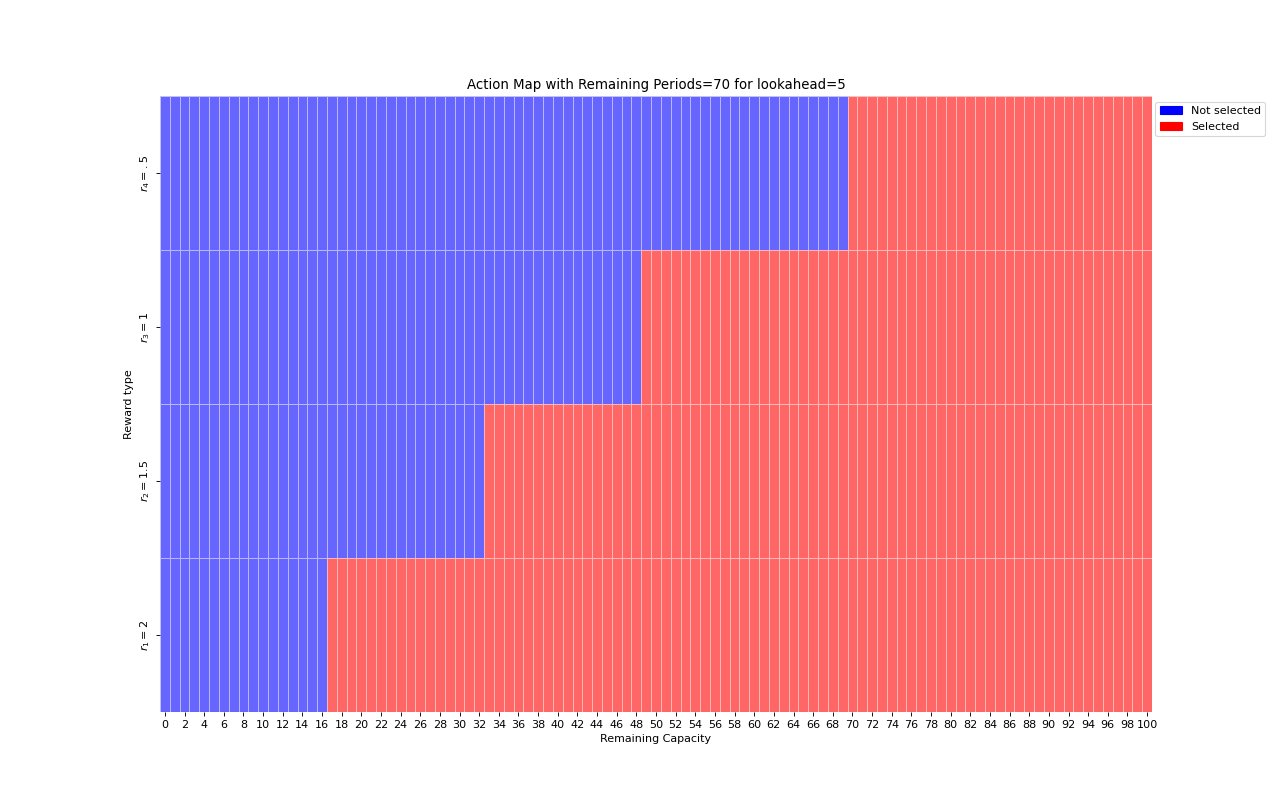 Action Map with Remaining Periods=70 for lookahead=5
Not selected
Selected
Reward type
r₄ = .5
r₃ = 1
r₂ = 1.5
r₁ = 2
0 2 4 6 8 10 12 14 16 18 20 22 24 26 28 30 32 34 36 38 40 42 44 46 48 50 52 54 56 58 60 62 64 66 68 70 72 74 76 78 80 82 84 86 88 90 92 94 96 98 100
Remaining Capacity